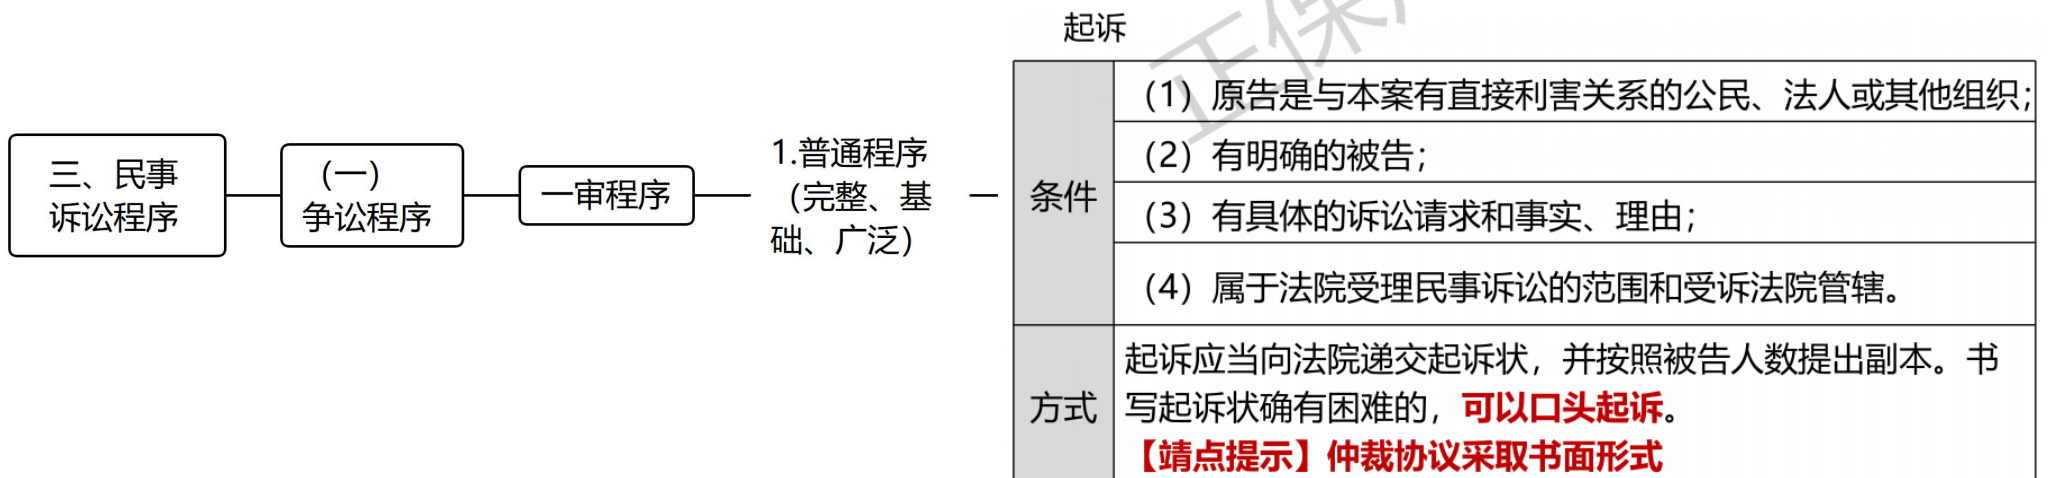 起诉
三、民事
诉讼程序
（一）
争讼程序
一审程序
1.普通程序
（完整、基
础、广泛）
条件
（1）原告是与本案有直接利害关系的公民、法人或其他组织；
（2）有明确的被告；
（3）有具体的诉讼请求和事实、理由；
（4）属于法院受理民事诉讼的范围和受诉法院管辖。
方式
起诉应当向法院递交起诉状，并按照被告人数提出副本。书
写起诉状确有困难的，可以口头起诉。
【靖点提示】仲裁协议采取书面形式
正保